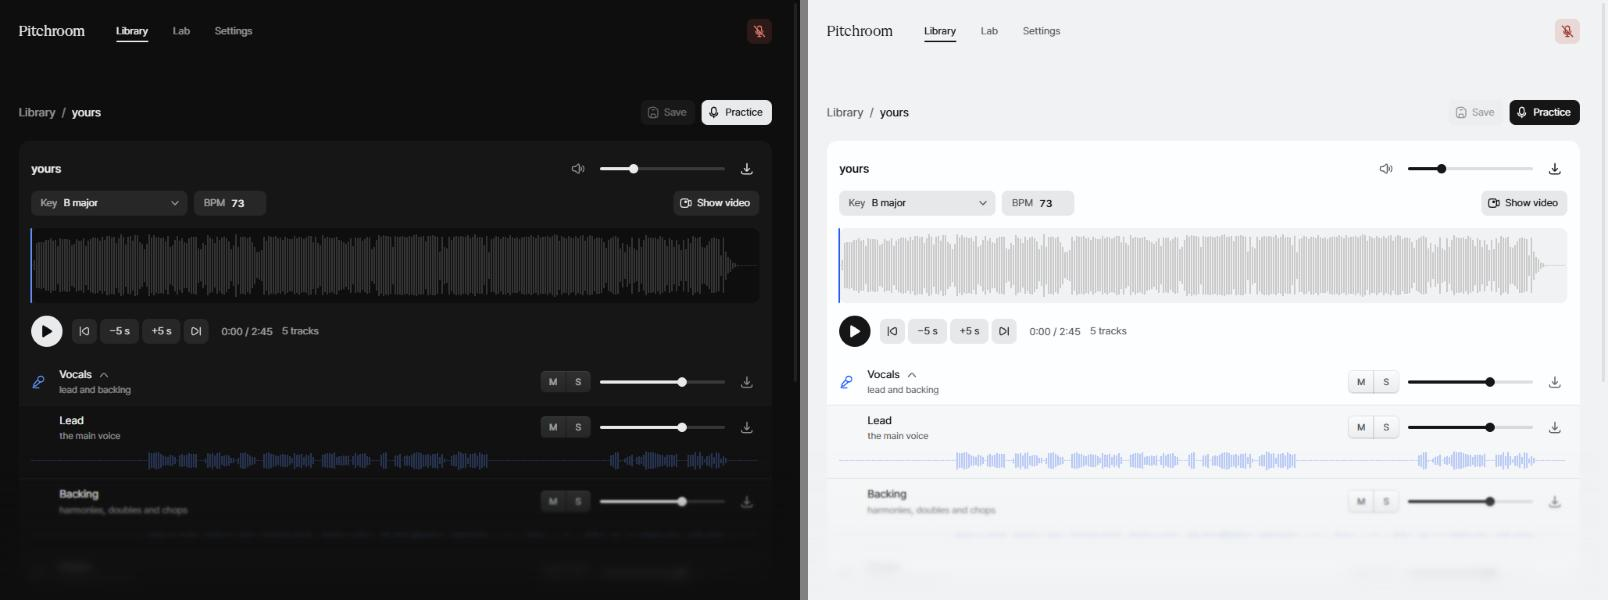 Pitchroom Library Lab Settings
Library / yours Save Practice
yours
Key B major BPM 73 Show video
−5 s +5 s 0:00 / 2:45 5 tracks
Vocals
lead and backing
M S
Lead
the main voice
M S
Backing
harmonies, doubles and chops
M S
Pitchroom Library Lab Settings
Library / yours Save Practice
yours
Key B major BPM 73 Show video
−5 s +5 s 0:00 / 2:45 5 tracks
Vocals
lead and backing
M S
Lead
the main voice
M S
Backing
harmonies, doubles and chops
M S